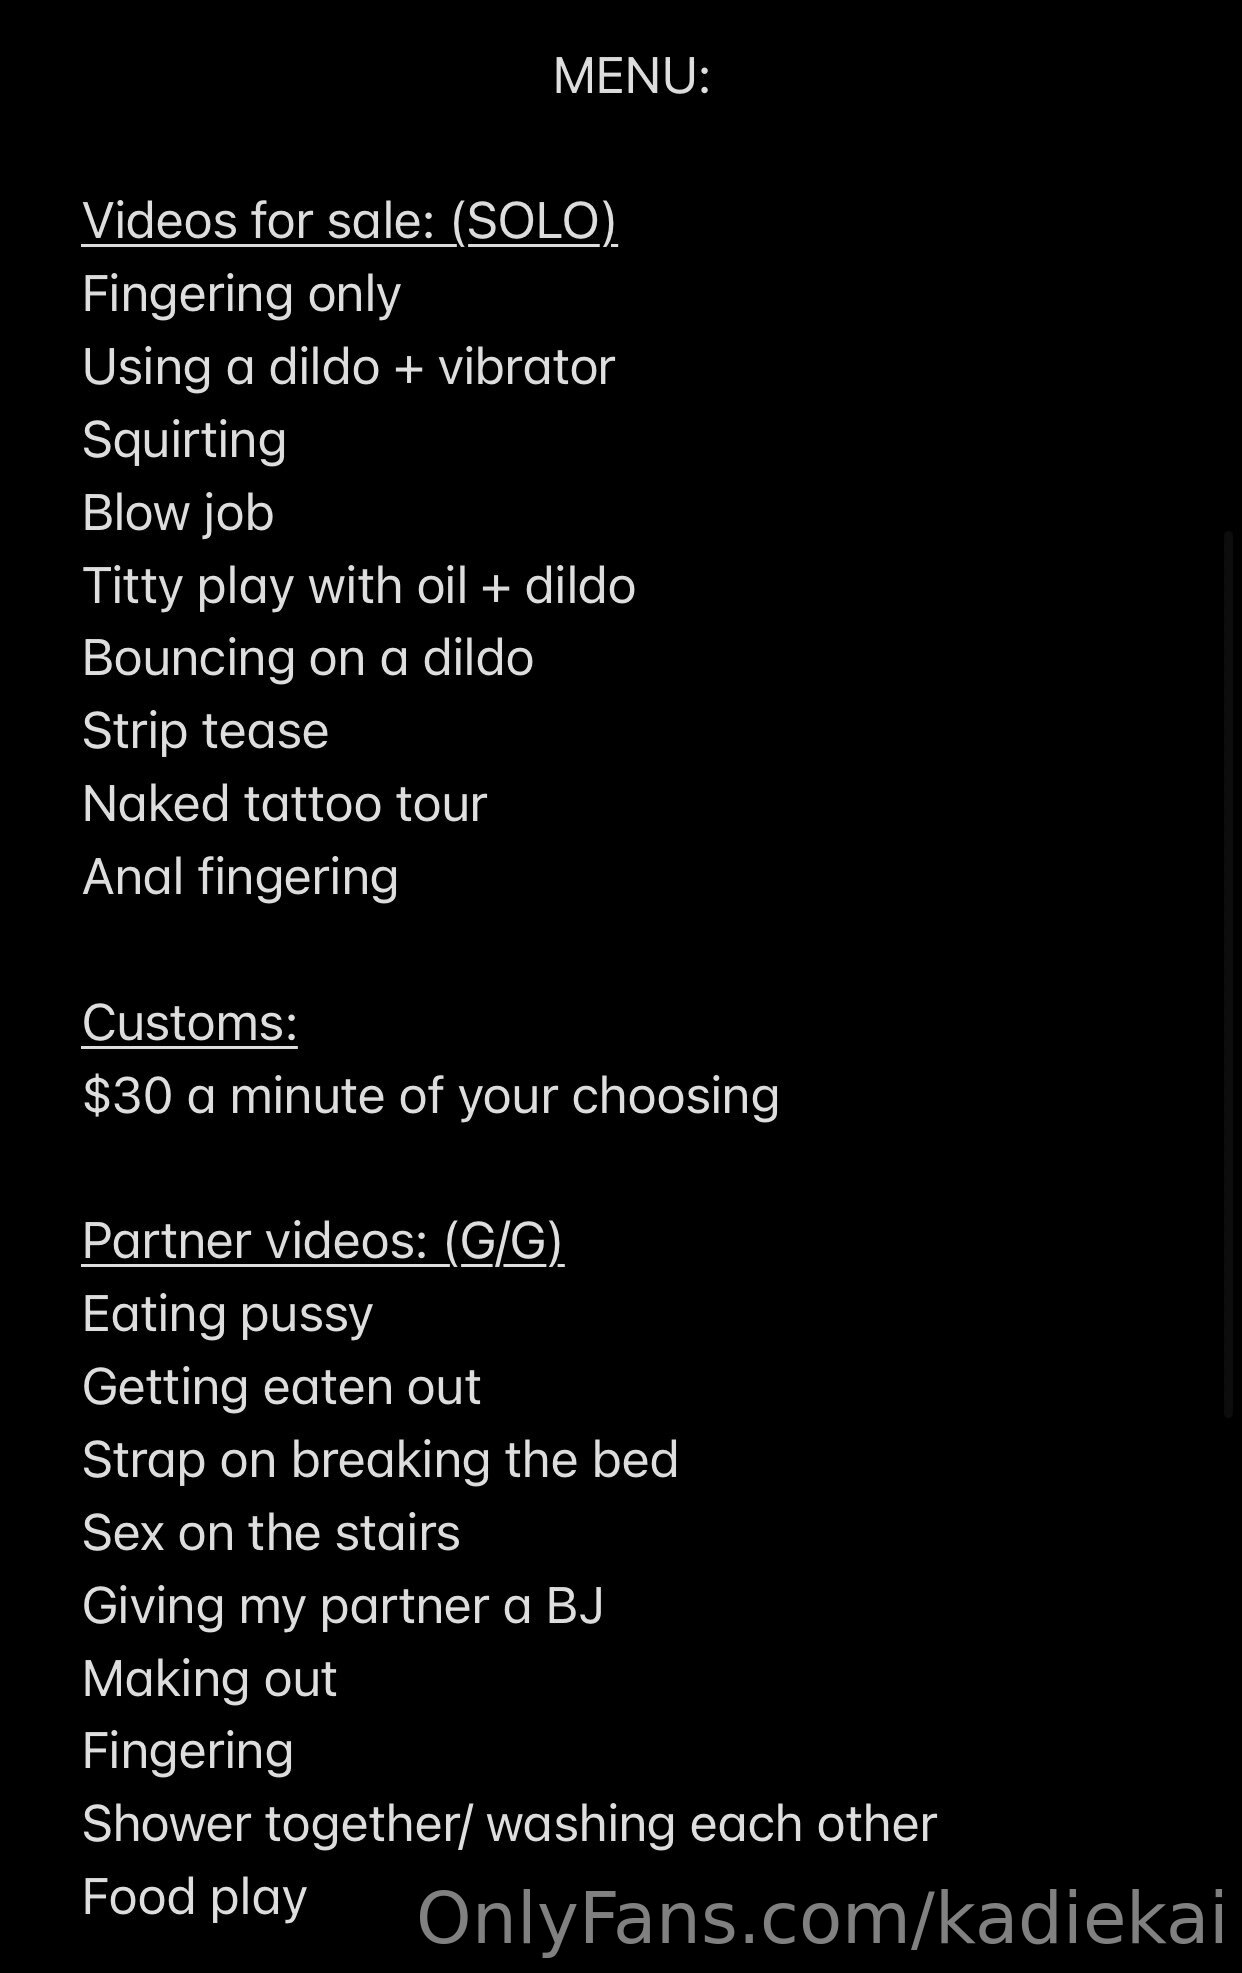 MENU:
Videos for sale: (SOLO)
Fingering only
Using a dildo + vibrator
Squirting
Blow job
Titty play with oil + dildo
Bouncing on a dildo
Strip tease
Naked tattoo tour
Anal fingering
Customs:
$30 a minute of your choosing
Partner videos: (G/G)
Eating pussy
Getting eaten out
Strap on breaking the bed
Sex on the stairs
Giving my partner a BJ
Making out
Fingering
Shower together/ washing each other
Food play
OnlyFans.com/kadiekai